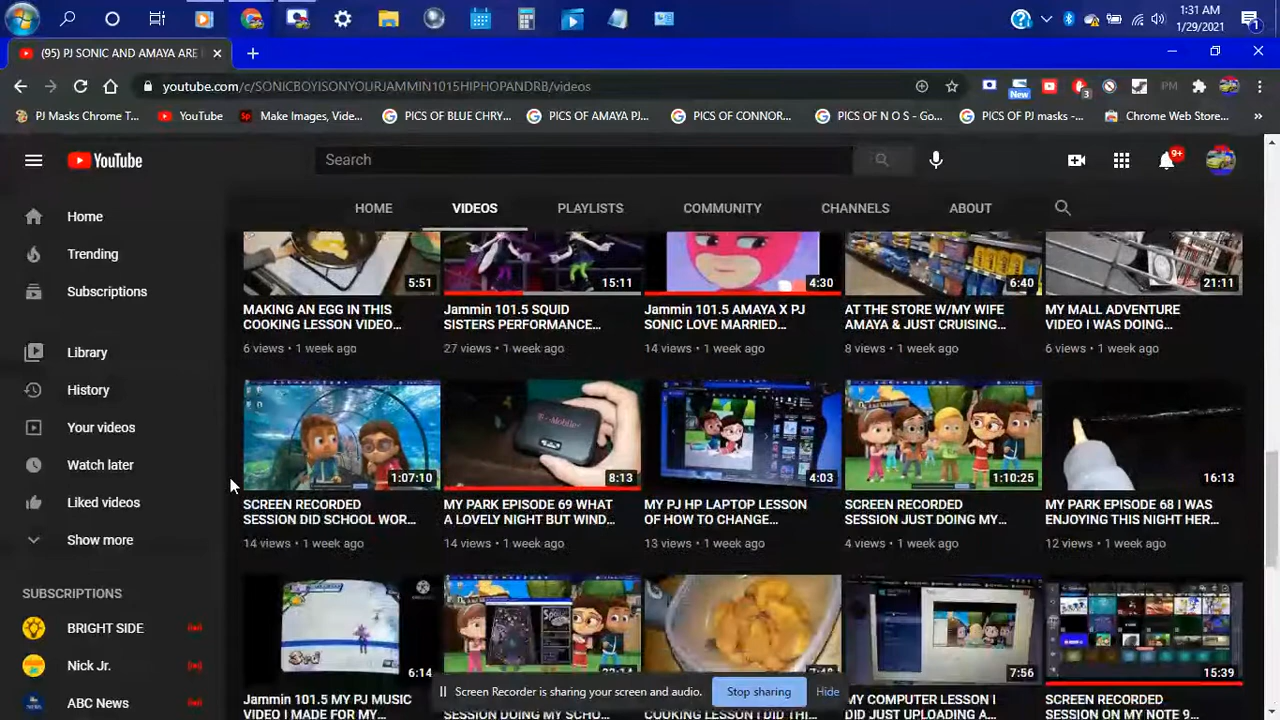 1:31 AM
1/29/2021
(95) PJ SONIC AND AMAYA ARE
youtube.com/c/SONICBOYISONYOURJAMMIN1015HIPHOPANDRB/videos
New
3
PM
PJ Masks Chrome T...
YouTube
Make Images, Vide...
PICS OF BLUE CHRY...
PICS OF AMAYA PJ...
PICS OF CONNOR...
PICS OF N O S - Go...
PICS OF PJ masks - ...
Chrome Web Store...
YouTube
Search
9+
HOME
VIDEOS
PLAYLISTS
COMMUNITY
CHANNELS
ABOUT
Home
Trending
Subscriptions
Library
History
Your videos
Watch later
Liked videos
Show more
SUBSCRIPTIONS
BRIGHT SIDE
Nick Jr.
ABC News
5:51
MAKING AN EGG IN THIS
COOKING LESSON VIDEO...
6 views • 1 week ago
15:11
Jammin 101.5 SQUID
SISTERS PERFORMANCE...
27 views • 1 week ago
4:30
Jammin 101.5 AMAYA X PJ
SONIC LOVE MARRIED...
14 views • 1 week ago
6:40
AT THE STORE W/MY WIFE
AMAYA & JUST CRUISING...
8 views • 1 week ago
21:11
MY MALL ADVENTURE
VIDEO I WAS DOING...
6 views • 1 week ago
1:07:10
SCREEN RECORDED
SESSION DID SCHOOL WOR...
14 views • 1 week ago
T-Mobile
8:13
MY PARK EPISODE 69 WHAT
A LOVELY NIGHT BUT WIND...
14 views • 1 week ago
4:03
MY PJ HP LAPTOP LESSON
OF HOW TO CHANGE...
13 views • 1 week ago
1:10:25
SCREEN RECORDED
SESSION JUST DOING MY...
4 views • 1 week ago
16:13
MY PARK EPISODE 68 I WAS
ENJOYING THIS NIGHT HER...
12 views • 1 week ago
3rd
6:14
Jammin 101.5 MY PJ MUSIC
VIDEO I MADE FOR MY
SESSION DOING MY SCHO...
COOKING LESSON I DID THI...
7:56
MY COMPUTER LESSON I
DID JUST UPLOADING A...
15:39
SCREEN RECORDED
SESSION ON MY NOTE 9...
Screen Recorder is sharing your screen and audio.
Stop sharing
Hide